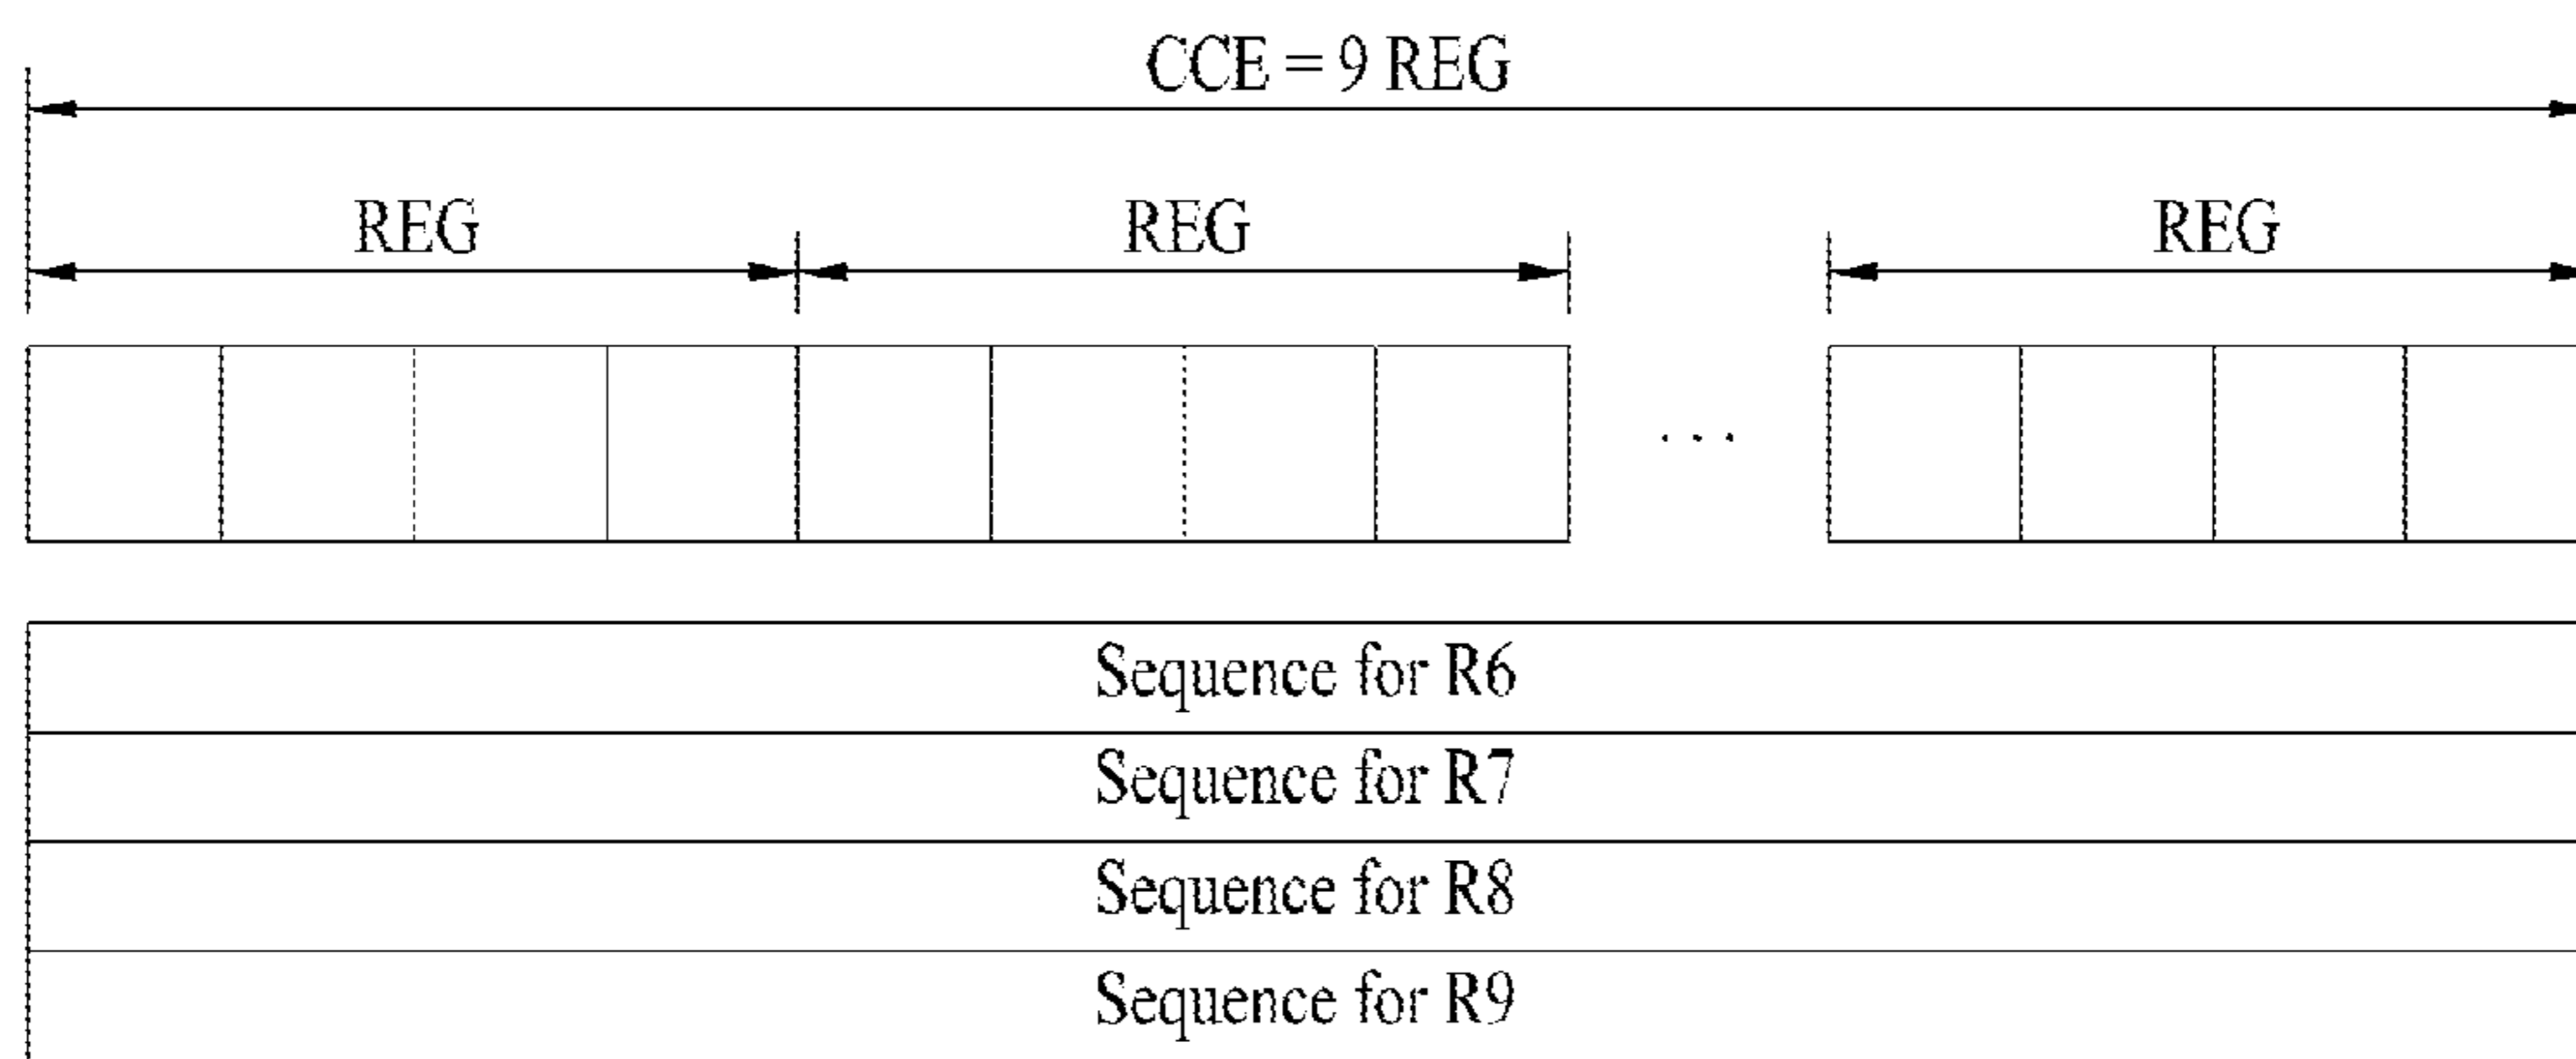 CCE = 9 REG
REG REG REG
. . .
Sequence for R6
Sequence for R7
Sequence for R8
Sequence for R9